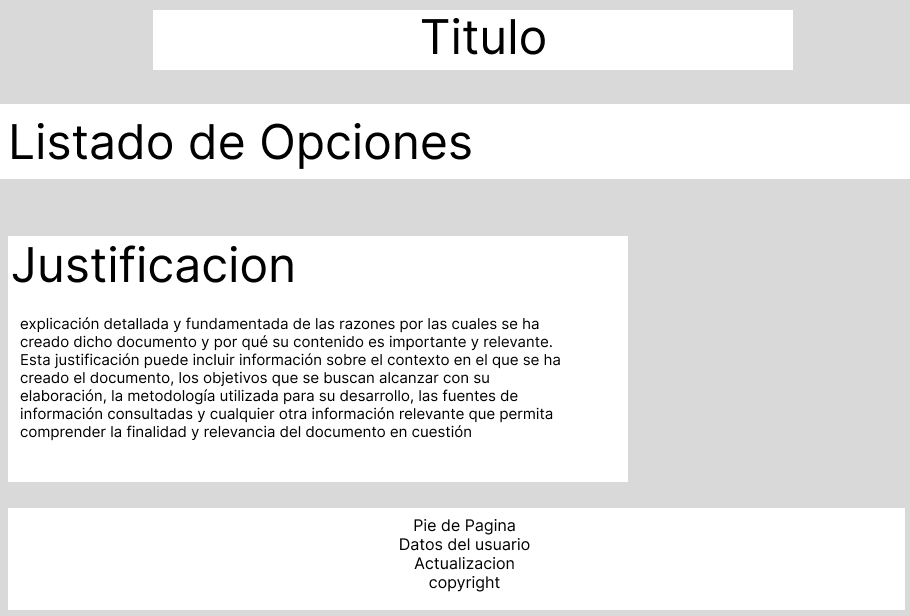 Titulo
Listado de Opciones
Justificacion
explicación detallada y fundamentada de las razones por las cuales se ha
creado dicho documento y por qué su contenido es importante y relevante.
Esta justificación puede incluir información sobre el contexto en el que se ha
creado el documento, los objetivos que se buscan alcanzar con su
elaboración, la metodología utilizada para su desarrollo, las fuentes de
información consultadas y cualquier otra información relevante que permita
comprender la finalidad y relevancia del documento en cuestión
Pie de Pagina
Datos del usuario
Actualizacion
copyright